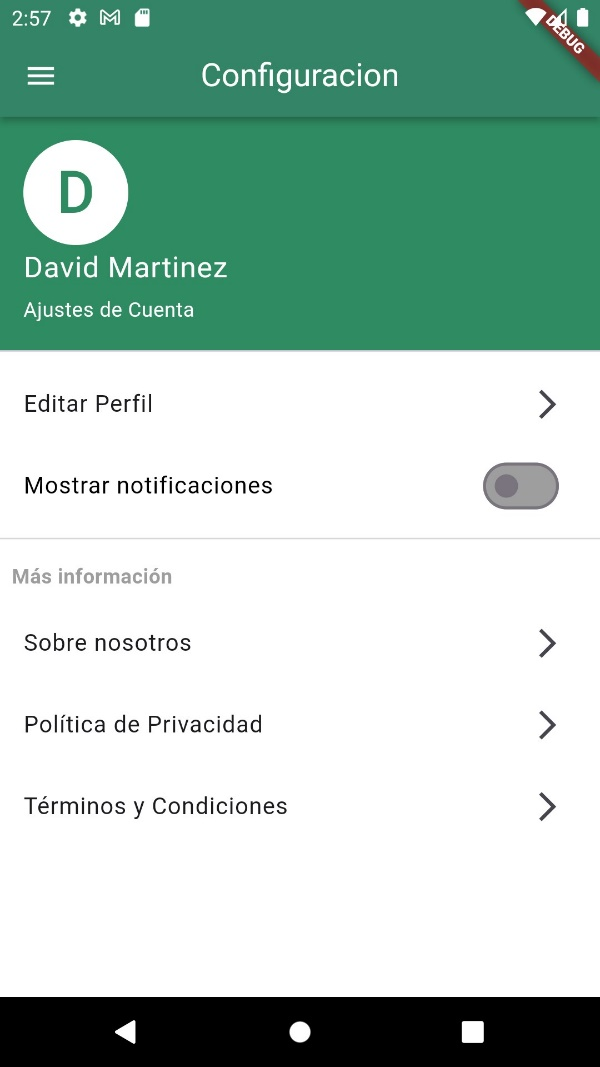 2:57
DEBUG
Configuracion
D
David Martinez
Ajustes de Cuenta
Editar Perfil
Mostrar notificaciones
Más información
Sobre nosotros
Política de Privacidad
Términos y Condiciones